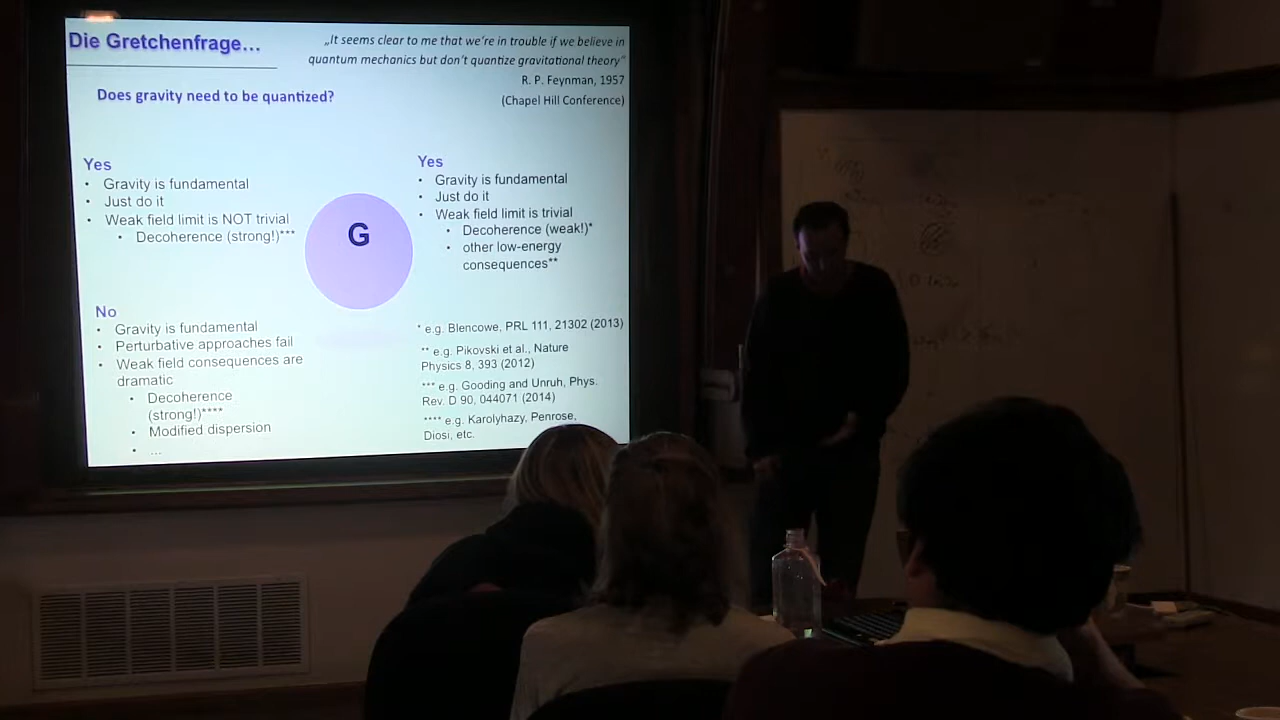 Die Gretchenfrage…
„It seems clear to me that we're in trouble if we believe in
quantum mechanics but don't quantize gravitational theory"
R. P. Feynman, 1957
(Chapel Hill Conference)
Does gravity need to be quantized?
Yes
• Gravity is fundamental
• Just do it
• Weak field limit is NOT trivial
• Decoherence (strong!)***
G
Yes
• Gravity is fundamental
• Just do it
• Weak field limit is trivial
• Decoherence (weak!)*
• other low-energy
consequences**
No
• Gravity is fundamental
• Perturbative approaches fail
• Weak field consequences are
dramatic
• Decoherence
(strong!)****
• Modified dispersion
• ...
* e.g. Blencowe, PRL 111, 21302 (2013)
** e.g. Pikovski et al., Nature
Physics 8, 393 (2012)
*** e.g. Gooding and Unruh, Phys.
Rev. D 90, 044071 (2014)
**** e.g. Karolyhazy, Penrose,
Diosi, etc.